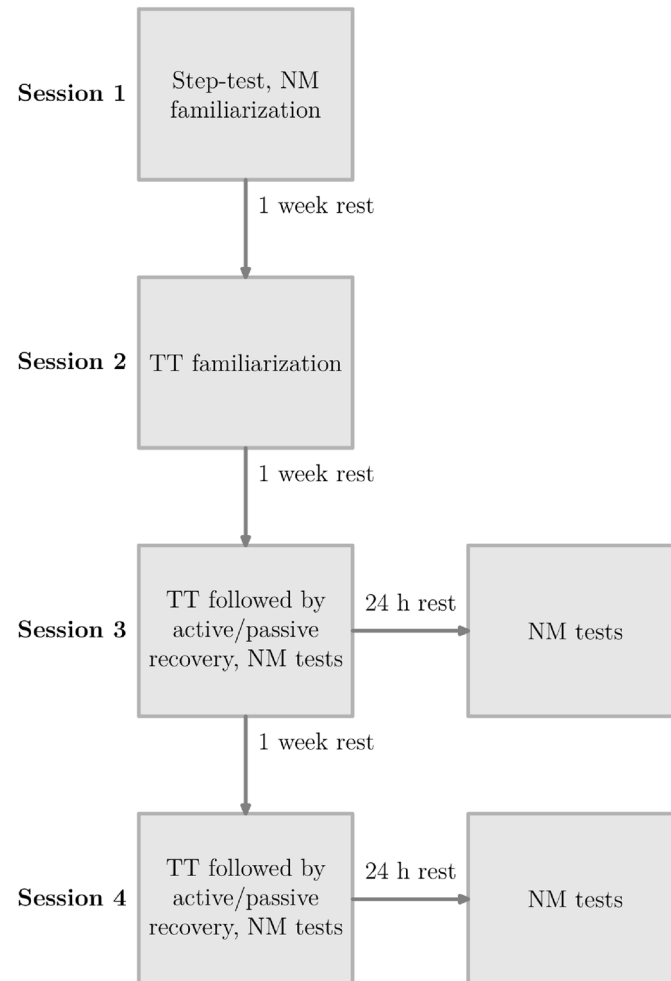 Session 1
Step-test, NM
familiarization
1 week rest
Session 2
TT familiarization
1 week rest
Session 3
TT followed by
active/passive
recovery, NM tests
24 h rest
NM tests
1 week rest
Session 4
TT followed by
active/passive
recovery, NM tests
24 h rest
NM tests